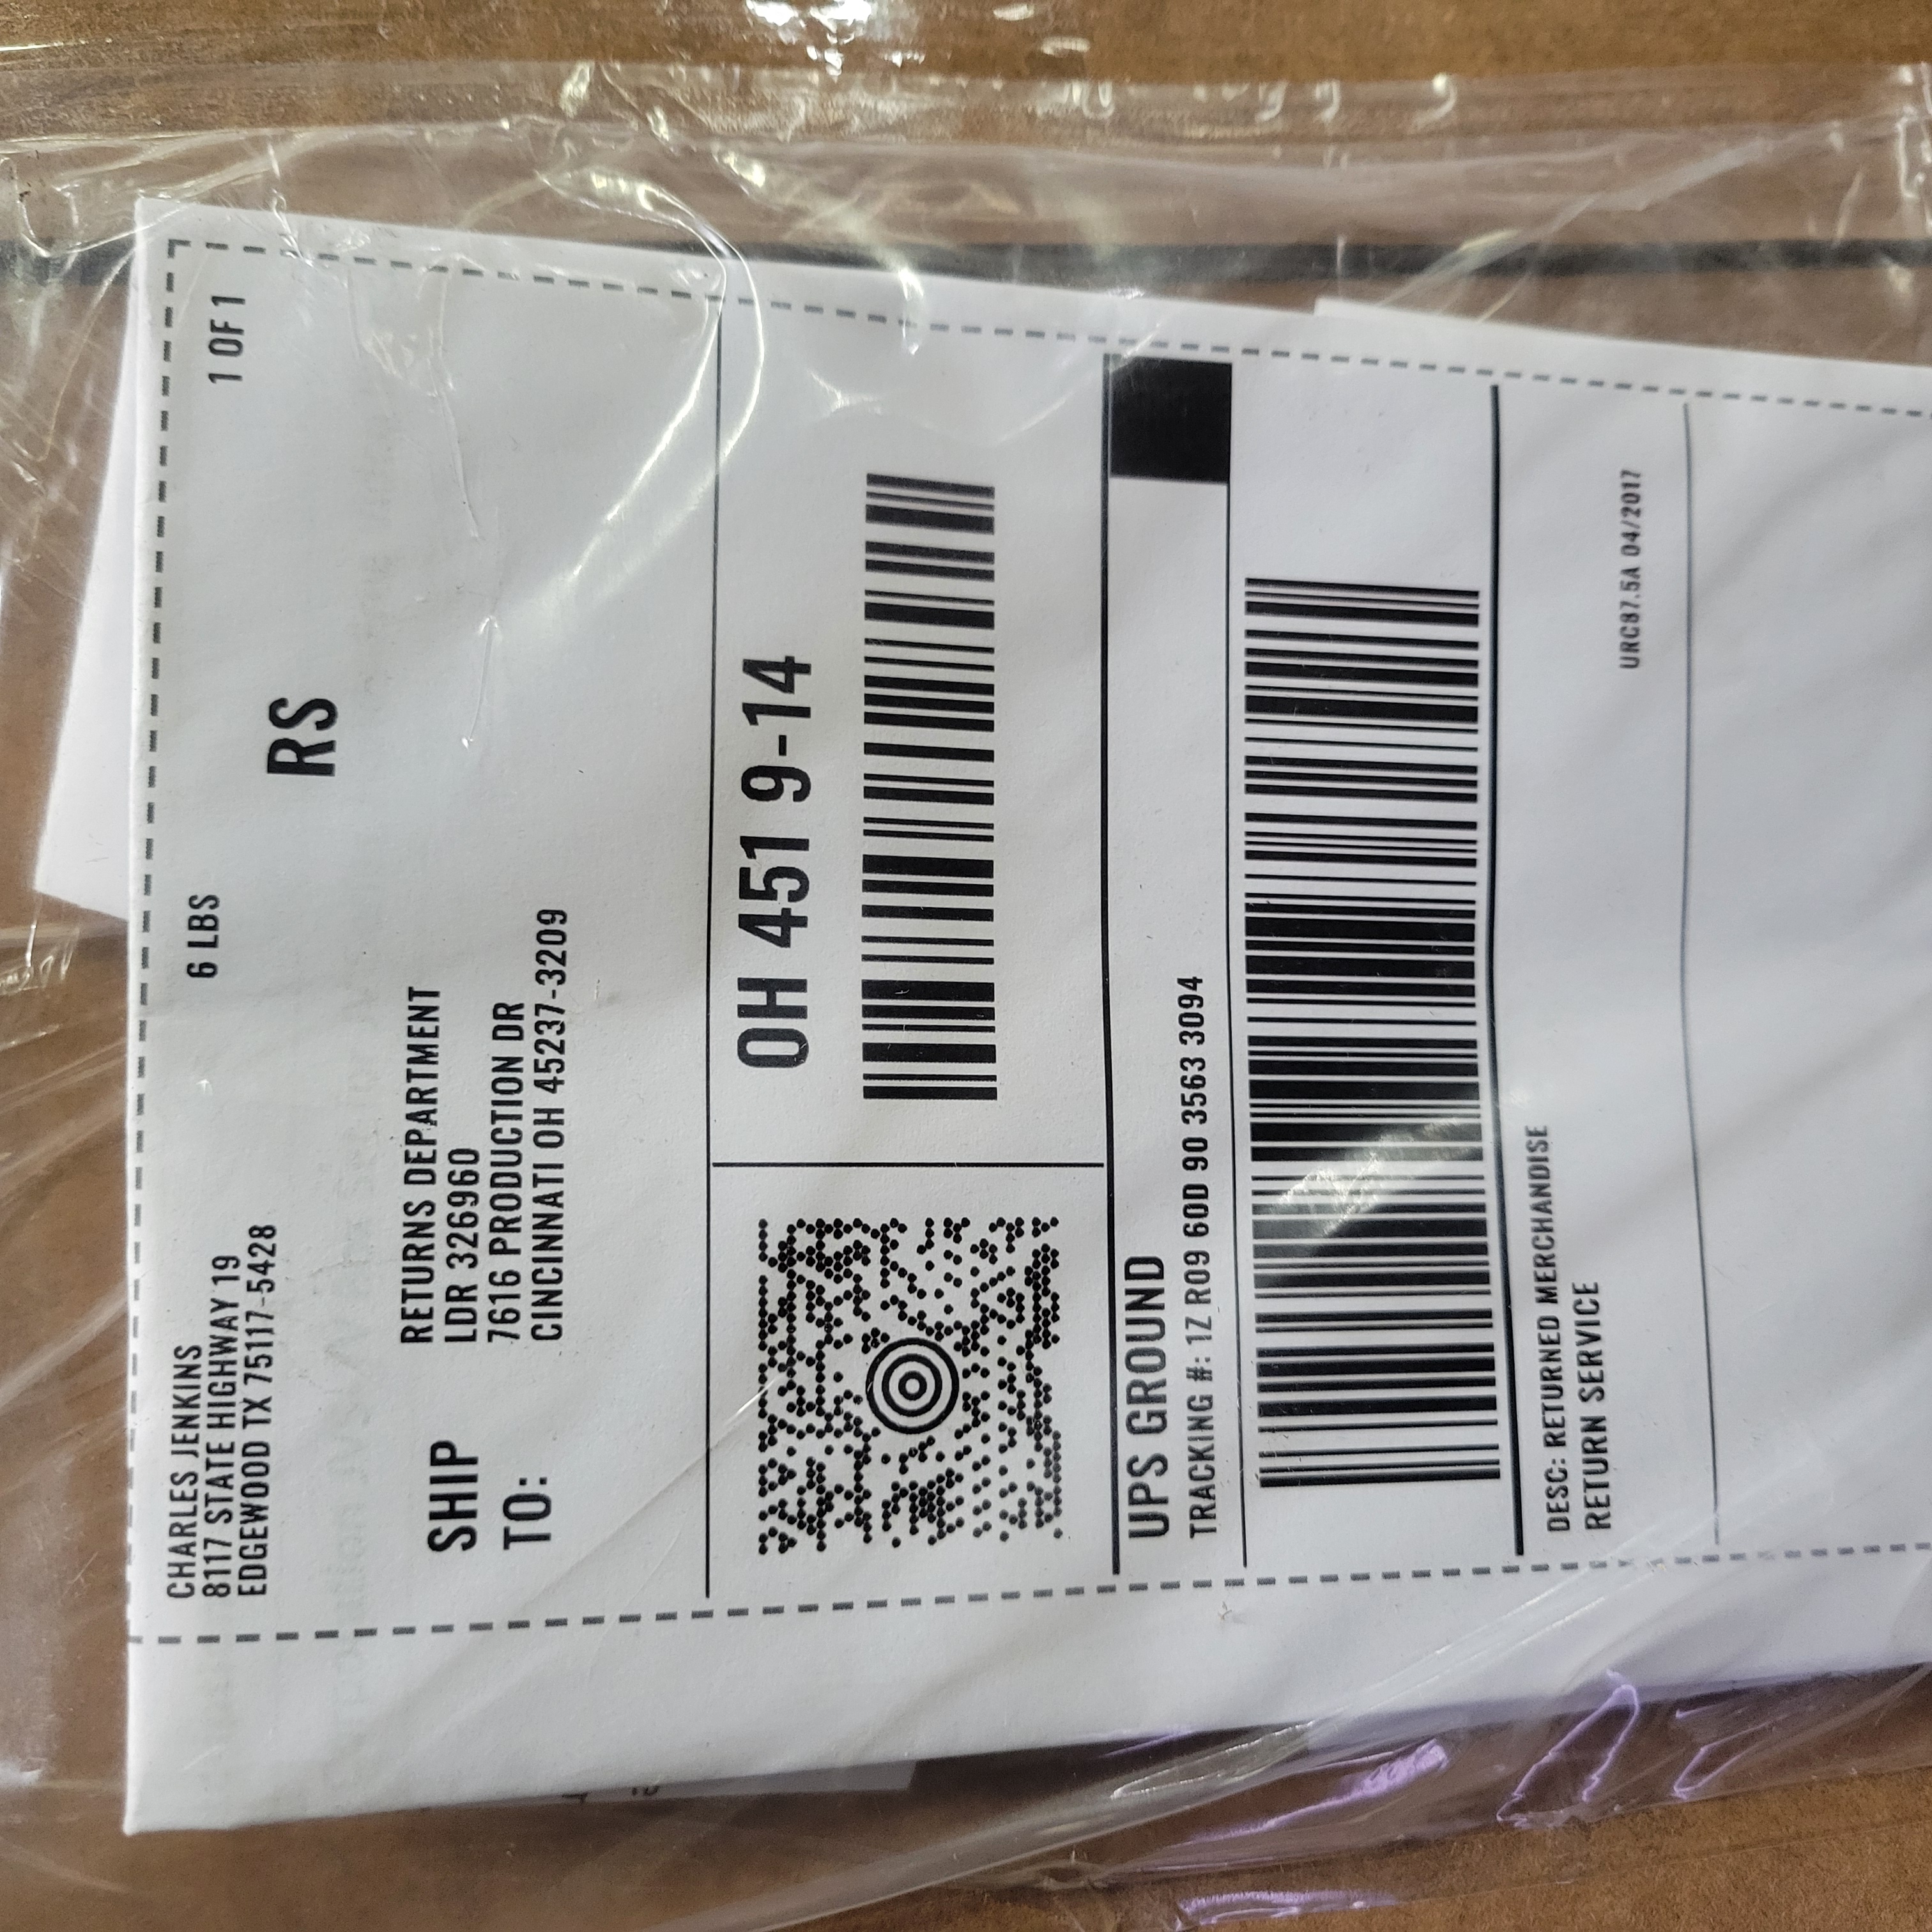 CHARLES JENKINS
8117 STATE HIGHWAY 19
EDGEWOOD TX 75117-5428
6 LBS
1 OF 1
RS
SHIP
TO:
RETURNS DEPARTMENT
LDR 326960
7616 PRODUCTION DR
CINCINNATI OH 45237-3209
OH 451 9-14
UPS GROUND
TRACKING #: 1Z R09 60D 90 3563 3094
DESC: RETURNED MERCHANDISE
RETURN SERVICE
URC87.5A 04/2017